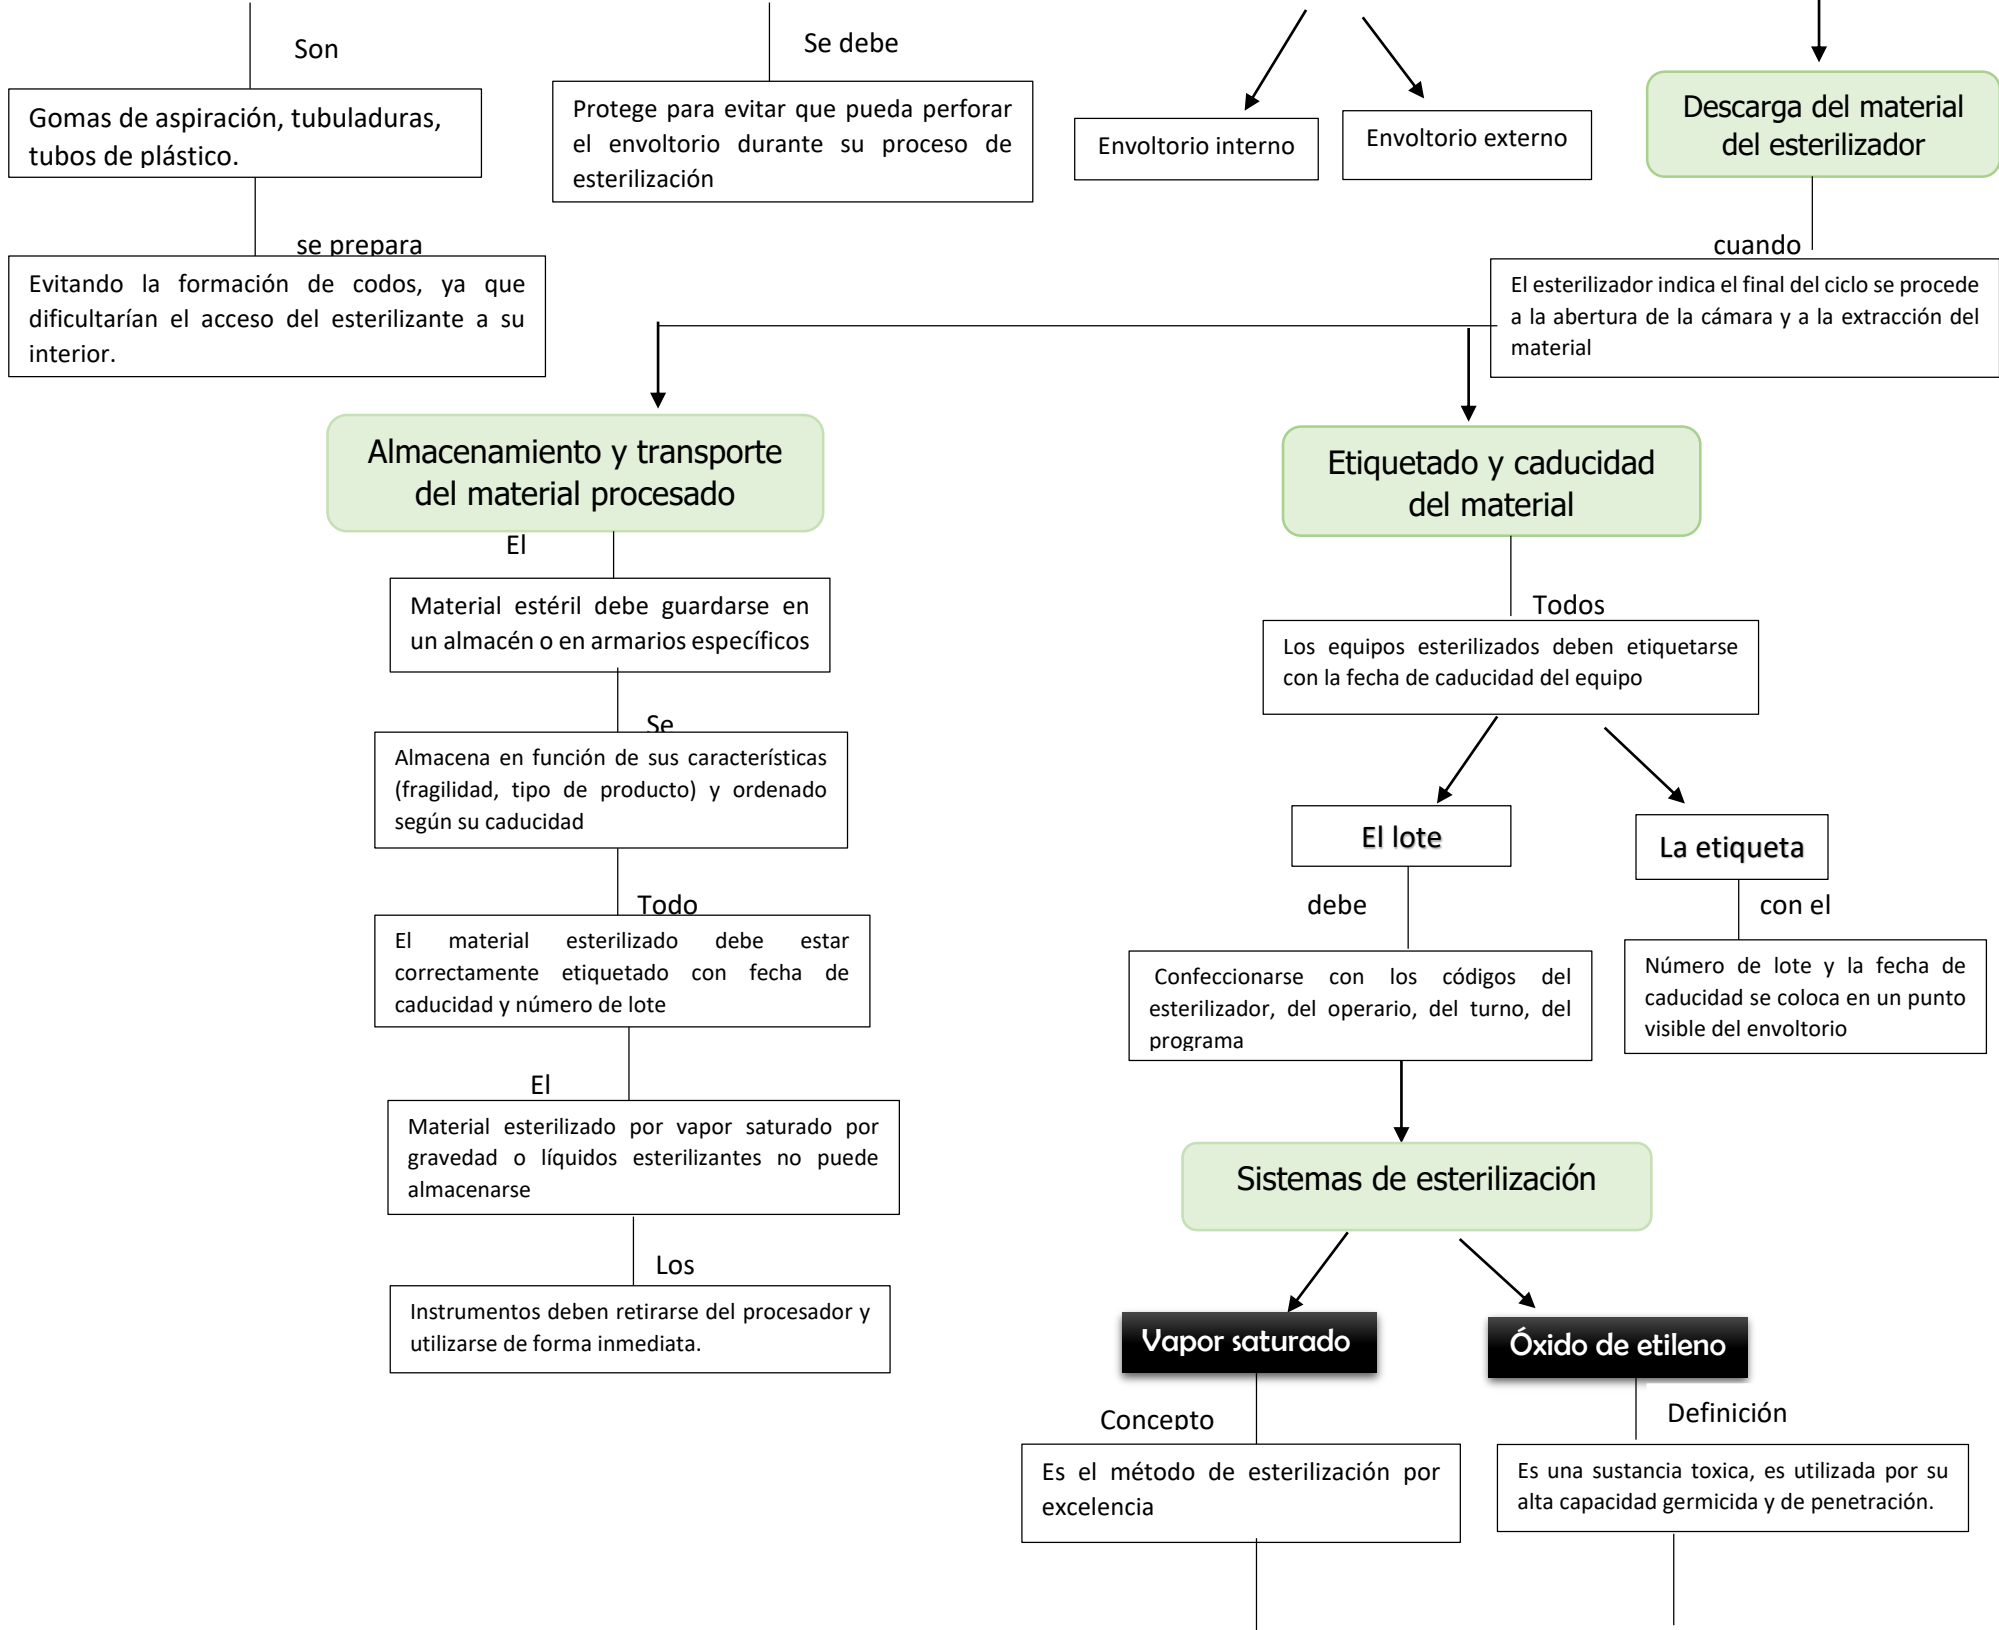 Son
Gomas de aspiración, tubuladuras,
tubos de plástico.
se prepara
Evitando la formación de codos, ya que
dificultarían el acceso del esterilizante a su
interior.
Se debe
Protege para evitar que pueda perforar
el envoltorio durante su proceso de
esterilización
Envoltorio interno
Envoltorio externo
Descarga del material
del esterilizador
cuando
El esterilizador indica el final del ciclo se procede
a la abertura de la cámara y a la extracción del
material
Almacenamiento y transporte
del material procesado
El
Material estéril debe guardarse en
un almacén o en armarios específicos
Se
Almacena en función de sus características
(fragilidad, tipo de producto) y ordenado
según su caducidad
Todo
El material esterilizado debe estar
correctamente etiquetado con fecha de
caducidad y número de lote
El
Material esterilizado por vapor saturado por
gravedad o líquidos esterilizantes no puede
almacenarse
Los
Instrumentos deben retirarse del procesador y
utilizarse de forma inmediata.
Etiquetado y caducidad
del material
Todos
Los equipos esterilizados deben etiquetarse
con la fecha de caducidad del equipo
El lote
debe
Confeccionarse con los códigos del
esterilizador, del operario, del turno, del
programa
La etiqueta
con el
Número de lote y la fecha de
caducidad se coloca en un punto
visible del envoltorio
Sistemas de esterilización
Vapor saturado
Concepto
Es el método de esterilización por
excelencia
Óxido de etileno
Definición
Es una sustancia toxica, es utilizada por su
alta capacidad germicida y de penetración.